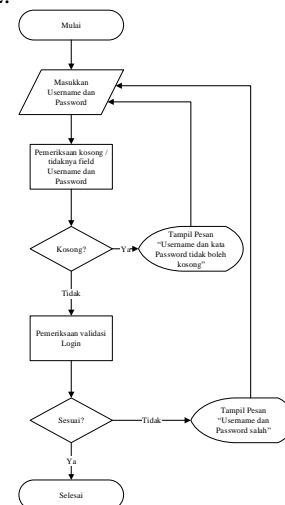 Mulai
Masukkan
Username dan
Password
Pemeriksaan kosong /
tidaknya field
Username dan
Password
Kosong?
Ya
Tampil Pesan
“Username dan kata
Password tidak boleh
kosong”
Tidak
Pemeriksaan validasi
Login
Sesuai?
Tidak
Tampil Pesan
“Username dan
Password salah”
Ya
Selesai